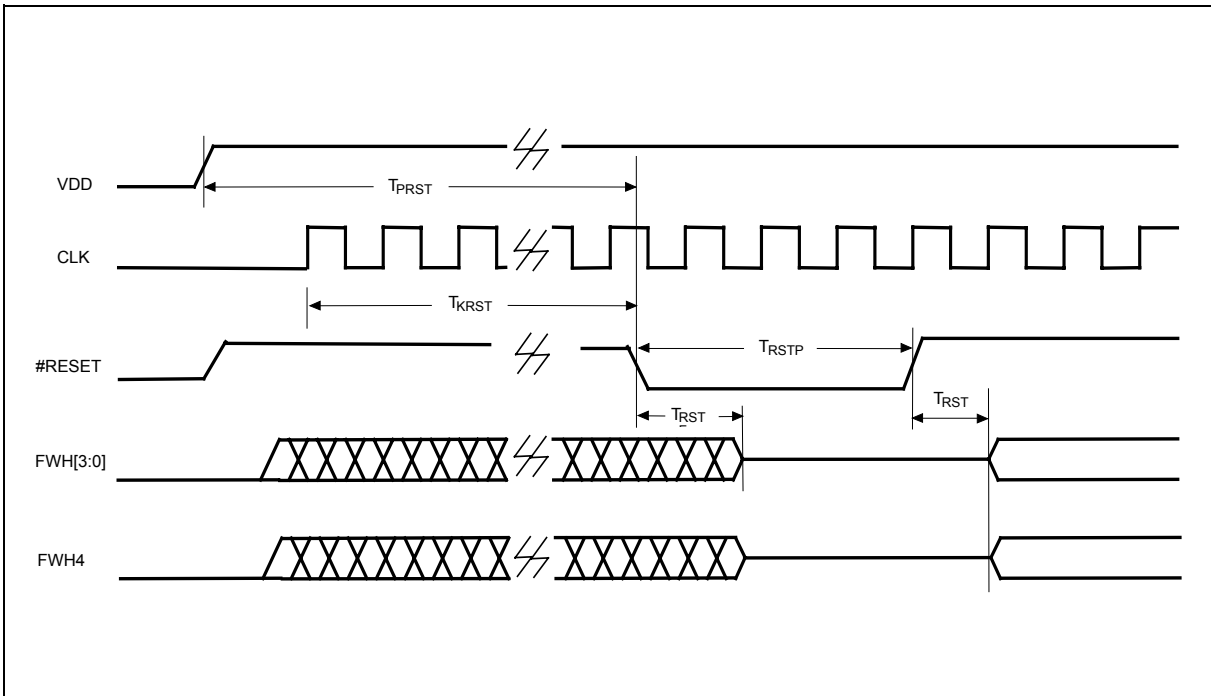 VDD
TPRST
CLK
TKRST
#RESET
TRSTP
TRST
TRST
FWH[3:0]
FWH4